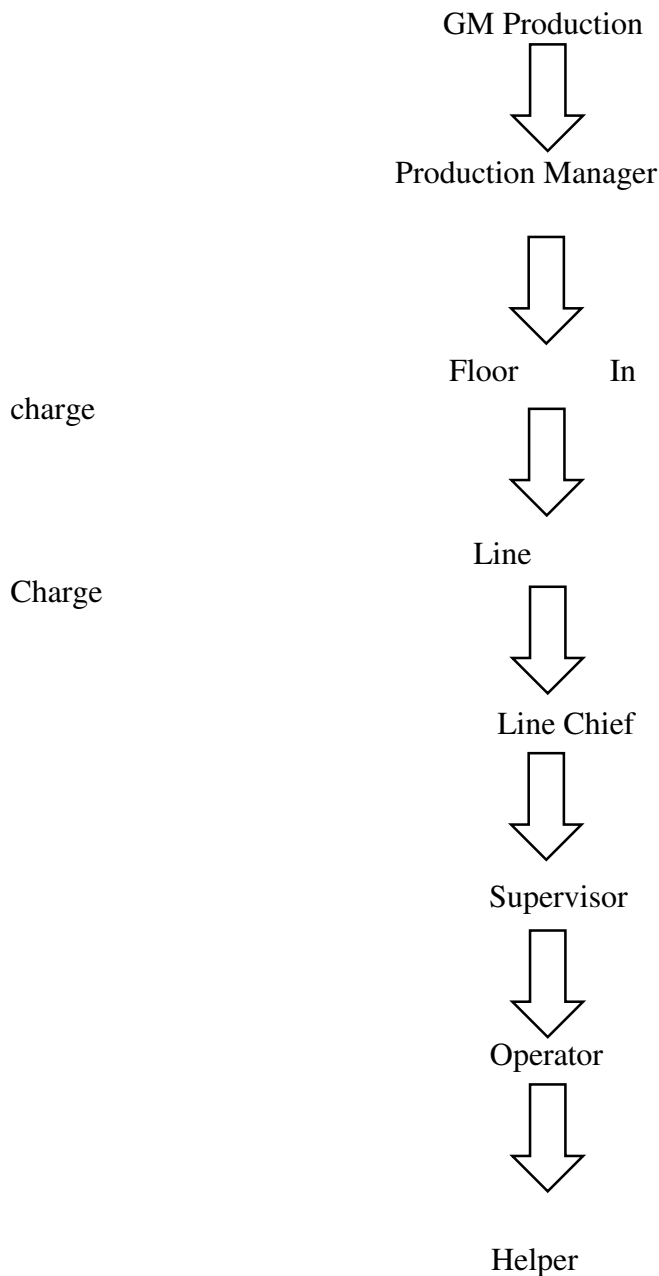 GM Production
Production Manager
Floor In
charge
Line
Charge
Line Chief
Supervisor
Operator
Helper